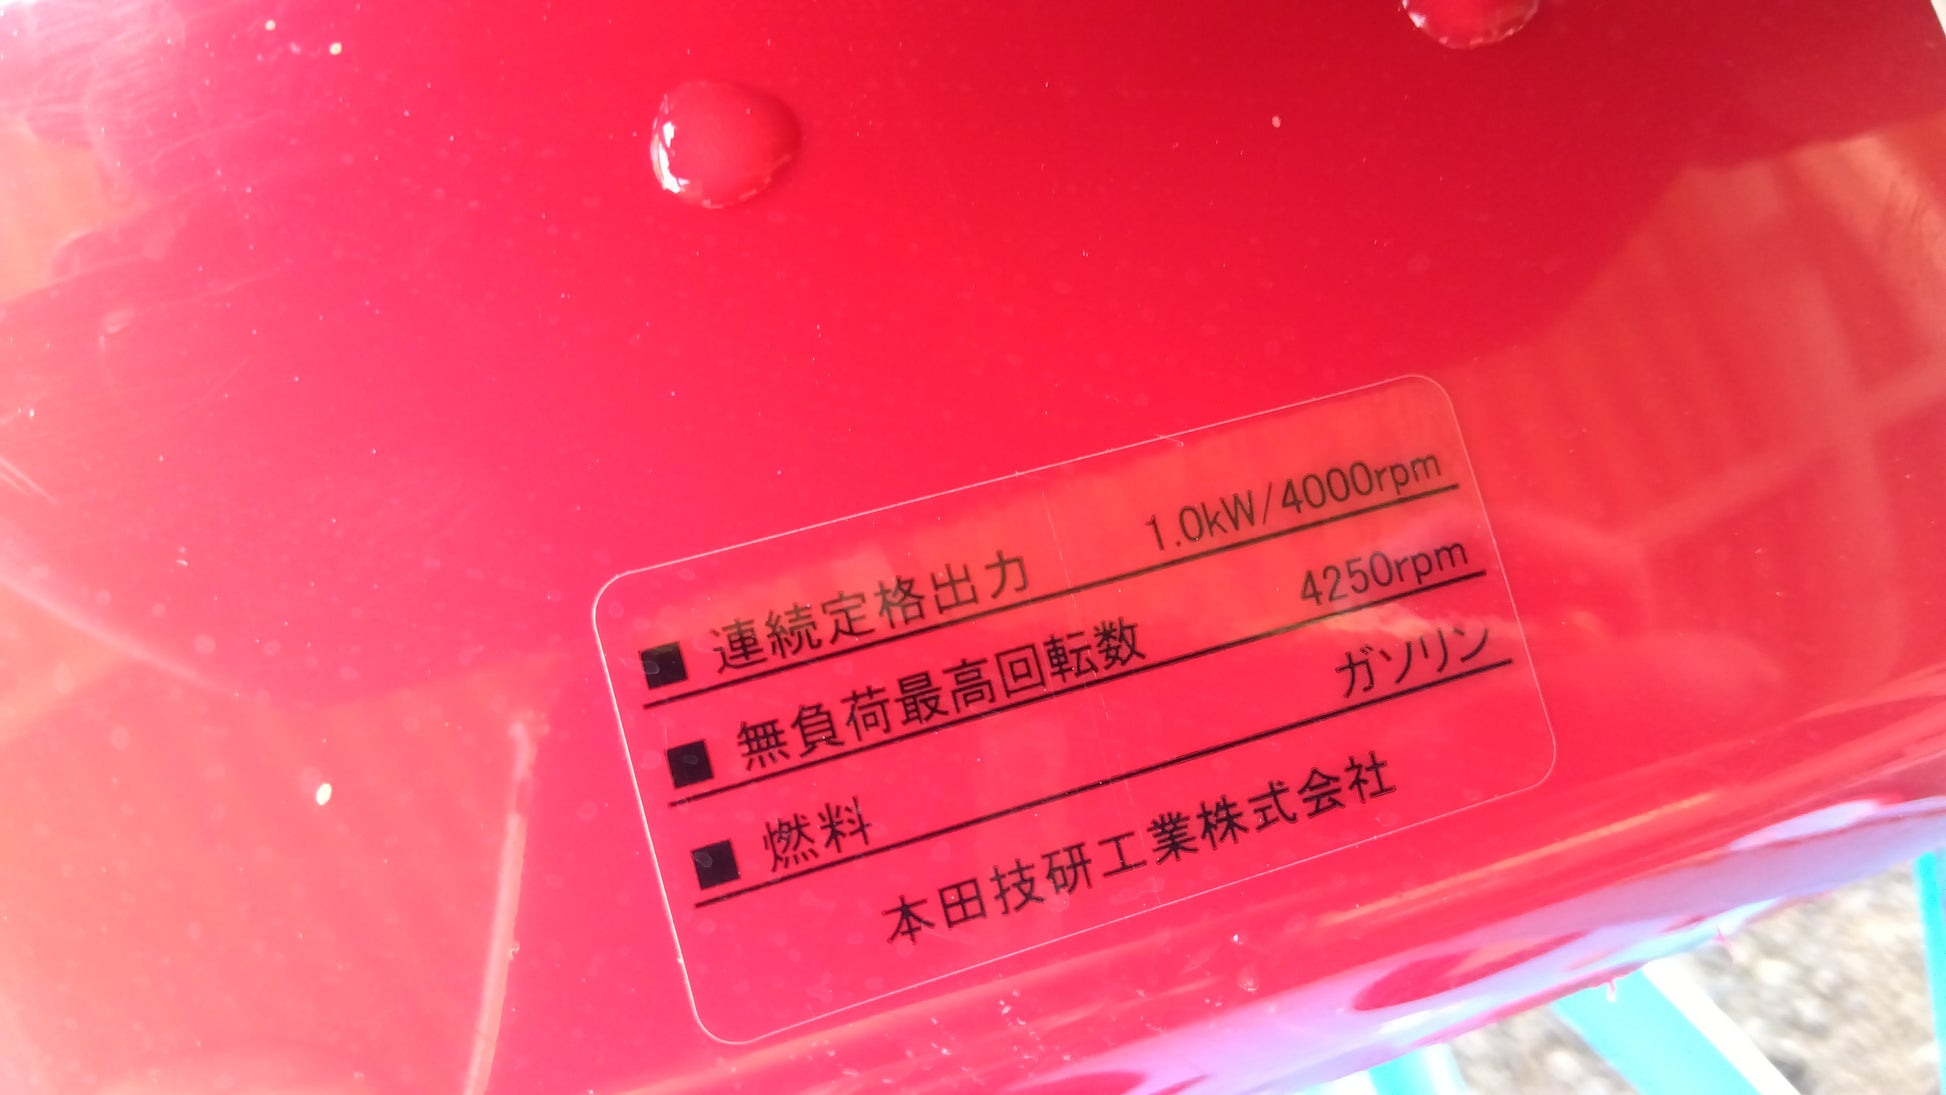 ■ 連続定格出力 1.0kW/4000rpm
■ 無負荷最高回転数 4250rpm
■ 燃料 ガソリン
本田技研工業株式会社